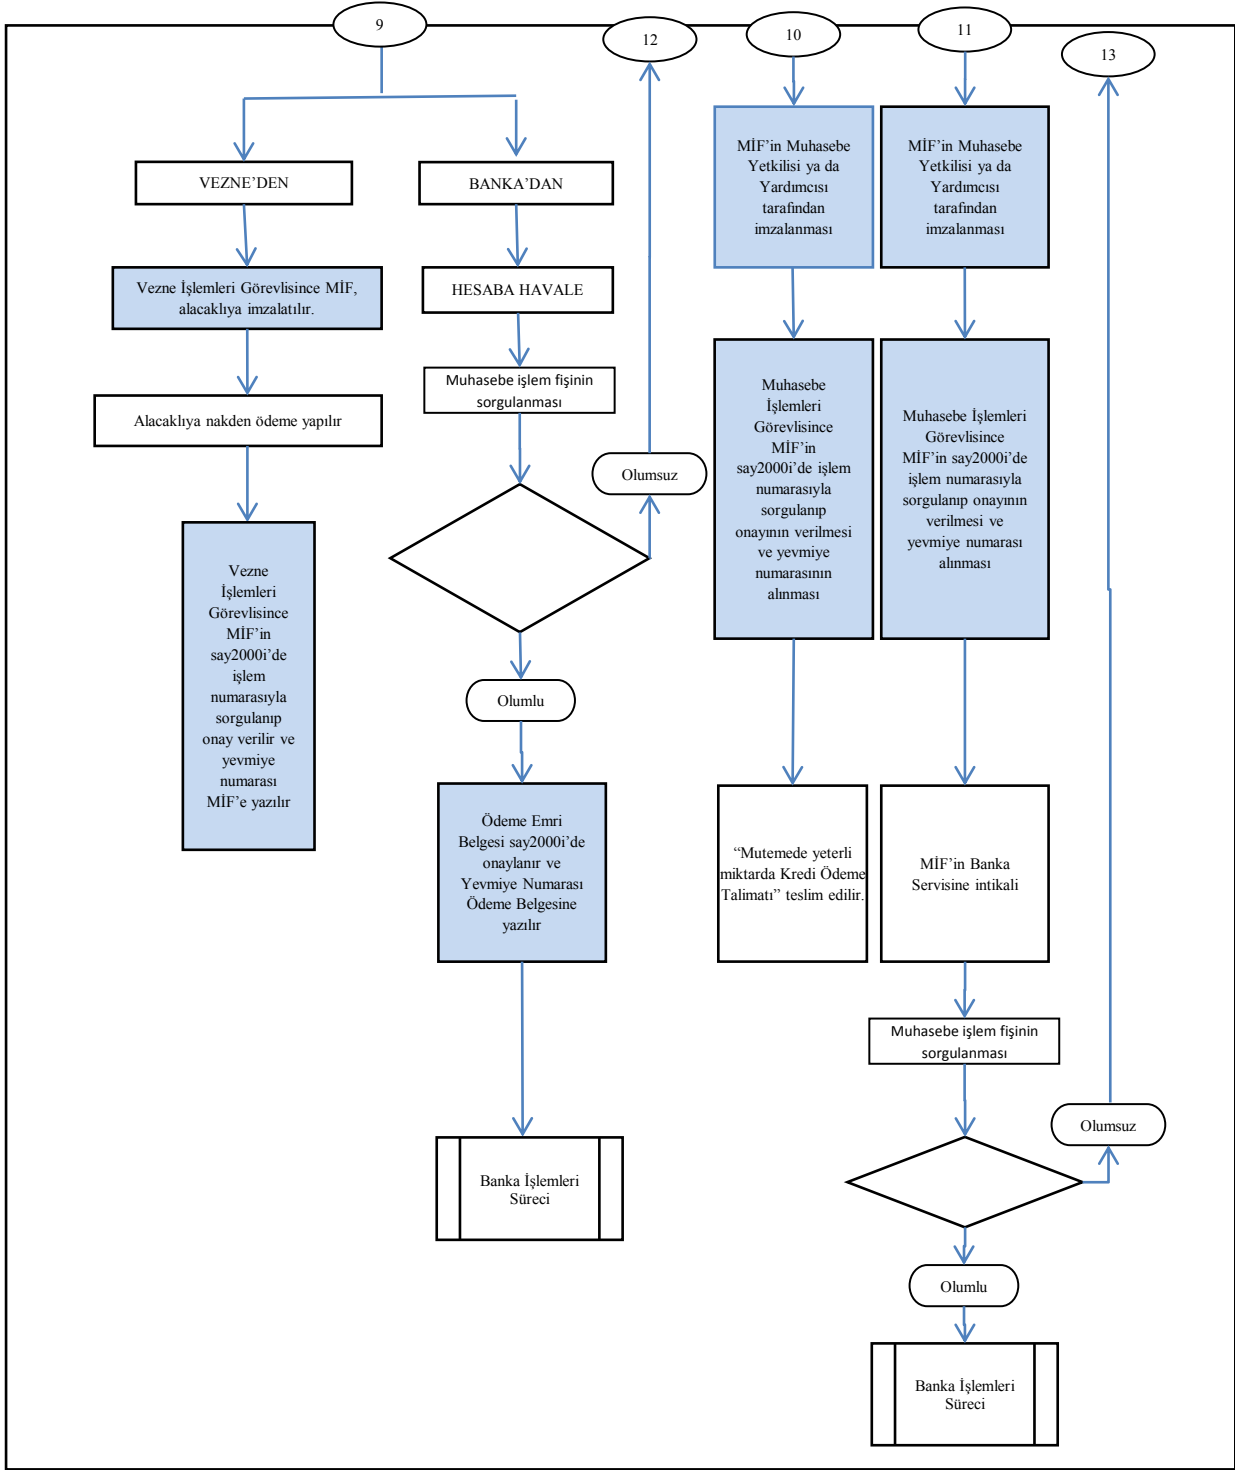 9
12
10
11
13
VEZNE’DEN
Vezne İşlemleri Görevlisince MİF,
alacaklıya imzalatılır.
Alacaklıya nakden ödeme yapılır
Vezne
İşlemleri
Görevlisince
MİF’in
say2000i’de
işlem
numarasıyla
sorgulanıp
onay verilir ve
yevmiye
numarası
MİF’e yazılır
BANKA’DAN
HESABA HAVALE
Muhasebe işlem fişinin
sorgulanması
Olumsuz
Olumlu
Ödeme Emri
Belgesi say2000i’de
onaylanır ve
Yevmiye Numarası
Ödeme Belgesine
yazılır
Banka İşlemleri
Süreci
MİF’in Muhasebe
Yetkilisi ya da
Yardımcısı
tarafından
imzalanması
Muhasebe
İşlemleri
Görevlisince
MİF’in
say2000i’de işlem
numarasıyla
sorgulanıp
onayının verilmesi
ve yevmiye
numarasının
alınması
“Mutemede yeterli
miktarda Kredi Ödeme
Talimatı” teslim edilir.
MİF’in Muhasebe
Yetkilisi ya da
Yardımcısı
tarafından
imzalanması
Muhasebe İşlemleri
Görevlisince
MİF’in say2000i’de
işlem numarasıyla
sorgulanıp onayının
verilmesi ve
yevmiye numarası
alınması
MİF’in Banka
Servisine intikali
Muhasebe işlem fişinin
sorgulanması
Olumsuz
Olumlu
Banka İşlemleri
Süreci